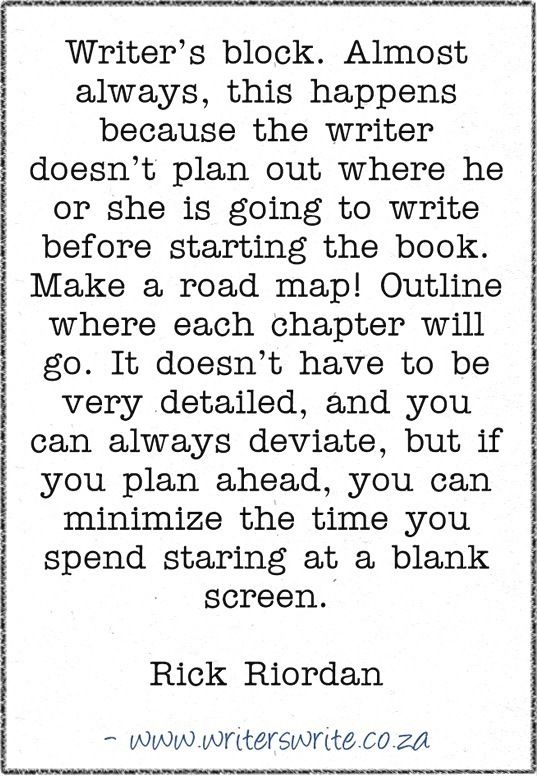 Writer's block. Almost
always, this happens
because the writer
doesn't plan out where he
or she is going to write
before starting the book.
Make a road map! Outline
where each chapter will
go. It doesn't have to be
very detailed, and you
can always deviate, but if
you plan ahead, you can
minimize the time you
spend staring at a blank
screen.
Rick Riordan
- www.writerswrite.co.za